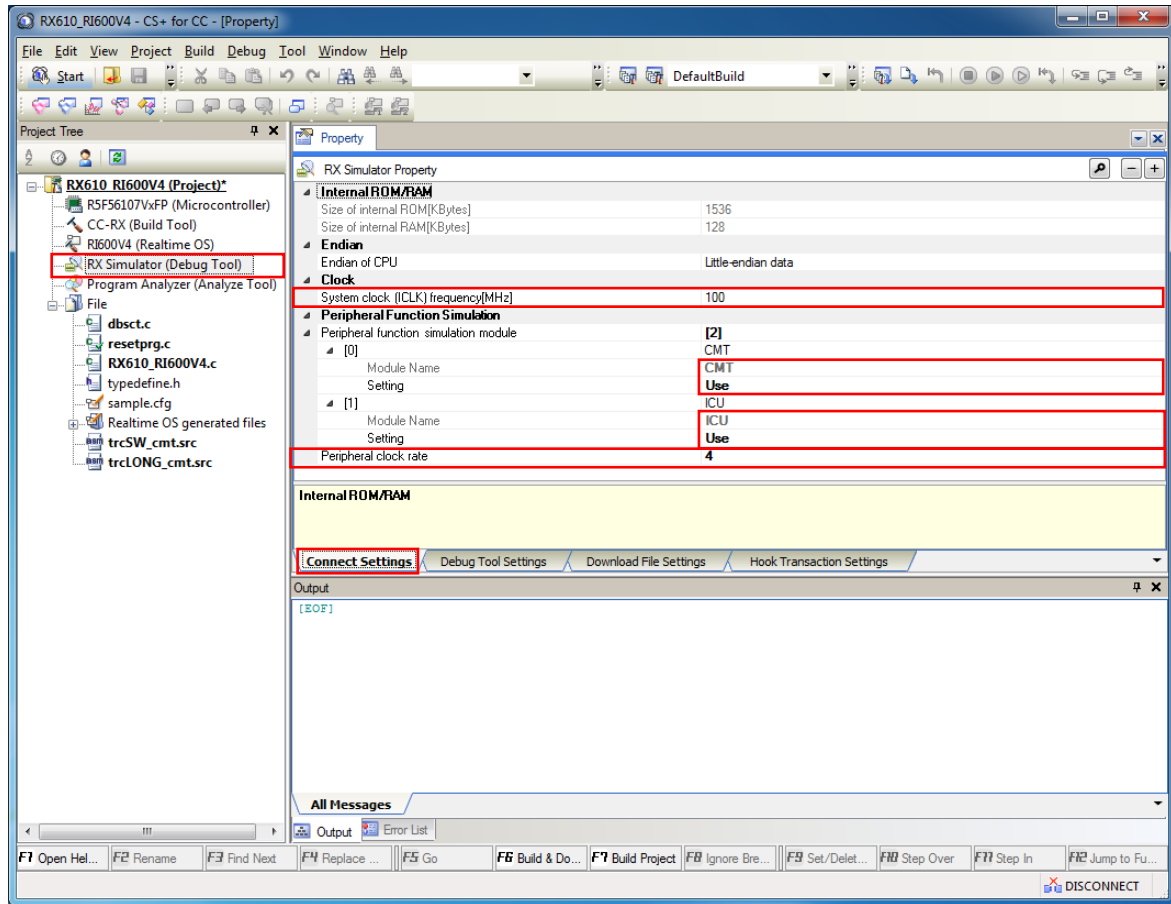 RX610_RI600V4 - CS+ for CC - [Property]
File Edit View Project Build Debug Tool Window Help
Start DefaultBuild
Project Tree
RX610_RI600V4 (Project)*
R5F56107VxFP (Microcontroller)
CC-RX (Build Tool)
RI600V4 (Realtime OS)
RX Simulator (Debug Tool)
Program Analyzer (Analyze Tool)
File
dbsct.c
resetprg.c
RX610_RI600V4.c
typedefine.h
sample.cfg
Realtime OS generated files
trcSW_cmt.src
trcLONG_cmt.src
Property
RX Simulator Property
Internal ROM/RAM
Size of internal ROM[KBytes] 1536
Size of internal RAM[KBytes] 128
Endian
Endian of CPU Little-endian data
Clock
System clock (ICLK) frequency[MHz] 100
Peripheral Function Simulation
Peripheral function simulation module [2]
[0] CMT
Module Name CMT
Setting Use
[1] ICU
Module Name ICU
Setting Use
Peripheral clock rate 4
Internal ROM/RAM
Connect Settings Debug Tool Settings Download File Settings Hook Transaction Settings
Output
[EOF]
All Messages
Output Error List
F1 Open Hel... F2 Rename F3 Find Next F4 Replace ... F5 Go F6 Build & Do... F7 Build Project F8 Ignore Bre... F9 Set/Delet... F10 Step Over F11 Step In F12 Jump to Fu...
DISCONNECT